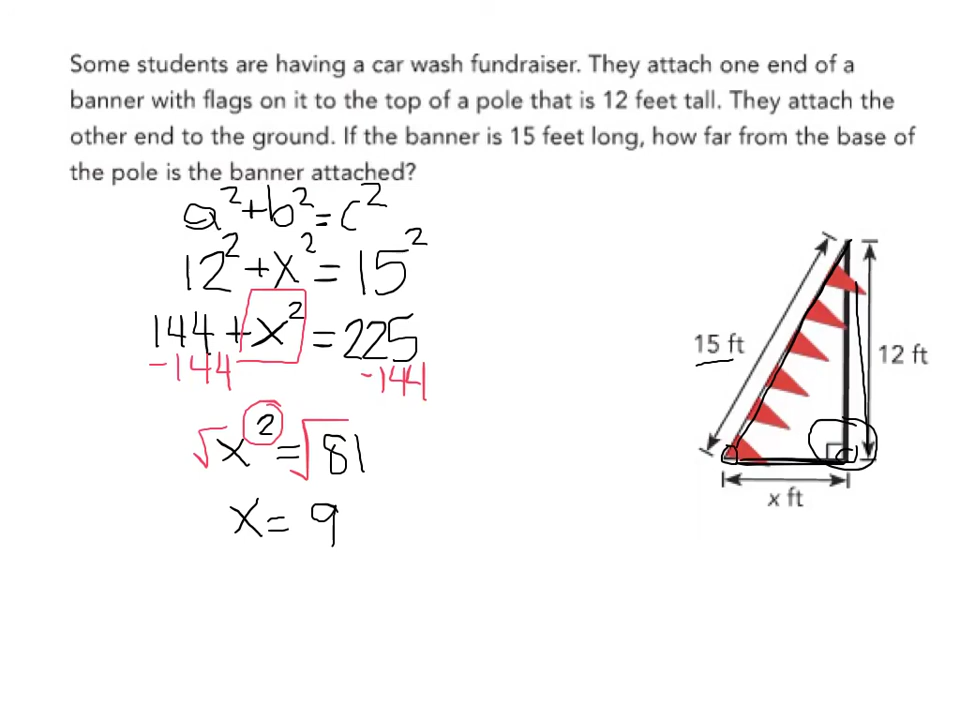 Some students are having a car wash fundraiser. They attach one end of a
banner with flags on it to the top of a pole that is 12 feet tall. They attach the
other end to the ground. If the banner is 15 feet long, how far from the base of
the pole is the banner attached?
a²+b²=c²
12²+x²=15²
144+x²=225
-144 -144
√x²=√81
x=9
15 ft
12 ft
x ft